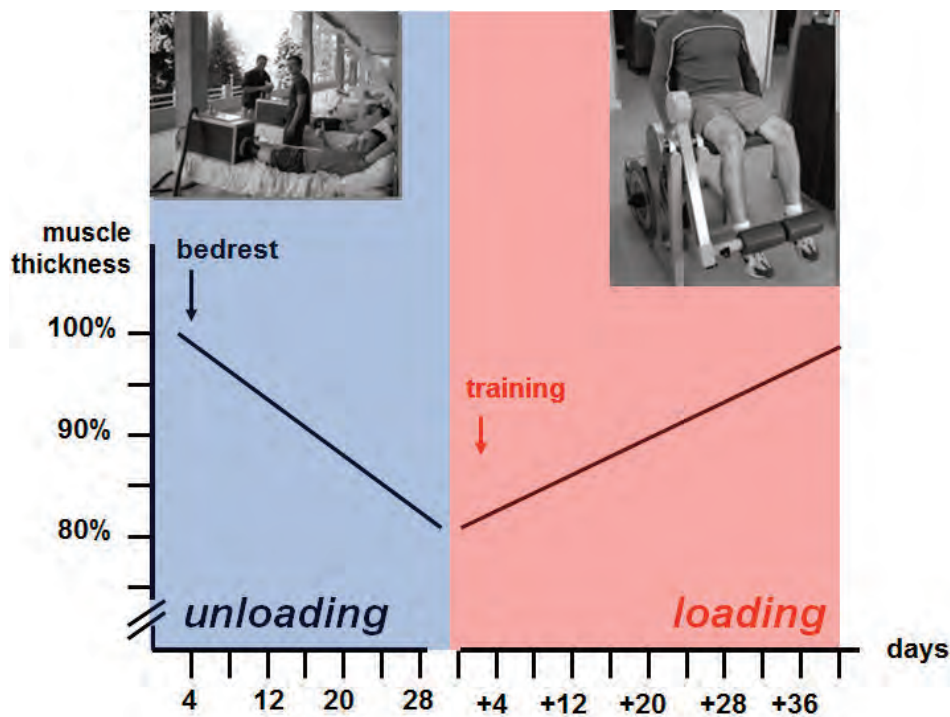 muscle
thickness
bedrest
100%
training
90%
80%
unloading
loading
days
4 12 20 28 +4 +12 +20 +28 +36